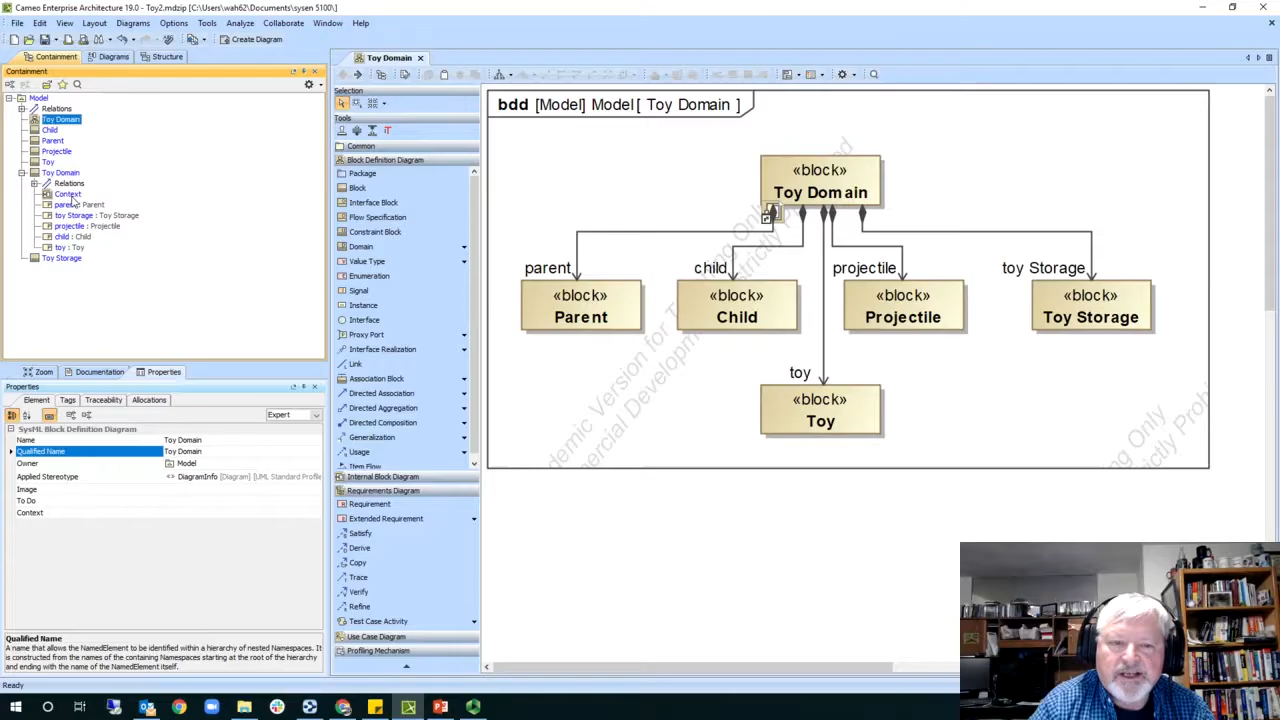 Cameo Enterprise Architecture 19.0 - Toy2.mdzip [C:\Users\wah62\Documents\sysen 5100\]
File Edit View Layout Diagrams Options Tools Analyze Collaborate Window Help
Create Diagram
Containment Diagrams Structure
Containment
Model
Relations
Toy Domain
Child
Parent
Projectile
Toy
Toy Domain
Relations
Context
parent : Parent
toy Storage : Toy Storage
projectile : Projectile
child : Child
toy : Toy
Toy Storage
Zoom Documentation Properties
Properties
Element Tags Traceability Allocations
Expert
SysML Block Definition Diagram
Name Toy Domain
Qualified Name Toy Domain
Owner Model
Applied Stereotype DiagramInfo [Diagram] [UML Standard Profile
Image
To Do
Context
Qualified Name
A name that allows the NamedElement to be identified within a hierarchy of nested Namespaces. It
is constructed from the names of the containing Namespaces starting at the root of the hierarchy
and ending with the name of the NamedElement itself.
Ready
Toy Domain
Selection
Tools
Common
Block Definition Diagram
Package
Block
Interface Block
Flow Specification
Constraint Block
Domain
Value Type
Enumeration
Signal
Instance
Interface
Proxy Port
Interface Realization
Link
Association Block
Directed Association
Directed Aggregation
Directed Composition
Generalization
Usage
Item Flow
Internal Block Diagram
Requirements Diagram
Requirement
Extended Requirement
Satisfy
Derive
Copy
Trace
Verify
Refine
Test Case Activity
Use Case Diagram
Profiling Mechanism
bdd [Model] Model[ Toy Domain ]
«block»
Toy Domain
parent child projectile toy Storage
«block» «block» «block» «block»
Parent Child Projectile Toy Storage
toy
«block»
Toy